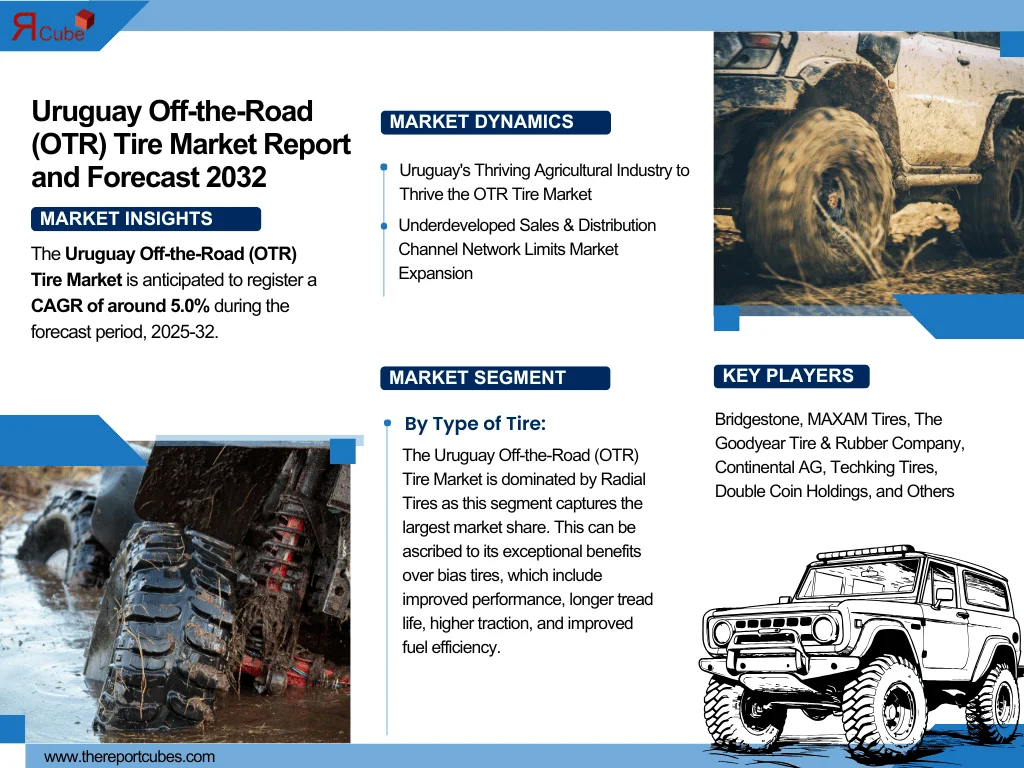 ЯCube
Uruguay Off-the-Road
(OTR) Tire Market Report
and Forecast 2032
MARKET INSIGHTS
The Uruguay Off-the-Road (OTR)
Tire Market is anticipated to register a
CAGR of around 5.0% during the
forecast period, 2025-32.
MARKET DYNAMICS
Uruguay's Thriving Agricultural Industry to
Thrive the OTR Tire Market
Underdeveloped Sales & Distribution
Channel Network Limits Market
Expansion
MARKET SEGMENT
By Type of Tire:
The Uruguay Off-the-Road (OTR)
Tire Market is dominated by Radial
Tires as this segment captures the
largest market share. This can be
ascribed to its exceptional benefits
over bias tires, which include
improved performance, longer tread
life, higher traction, and improved
fuel efficiency.
KEY PLAYERS
Bridgestone, MAXAM Tires, The
Goodyear Tire & Rubber Company,
Continental AG, Techking Tires,
Double Coin Holdings, and Others
www.thereportcubes.com